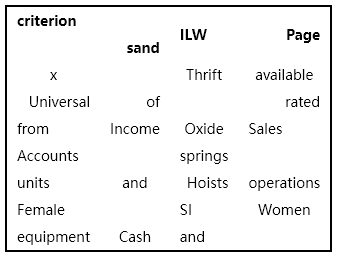 criterion sand ILW Page
x Thrift available
Universal of rated
from Income Oxide Sales
Accounts springs
units and Hoists operations
Female SI Women
equipment Cash and